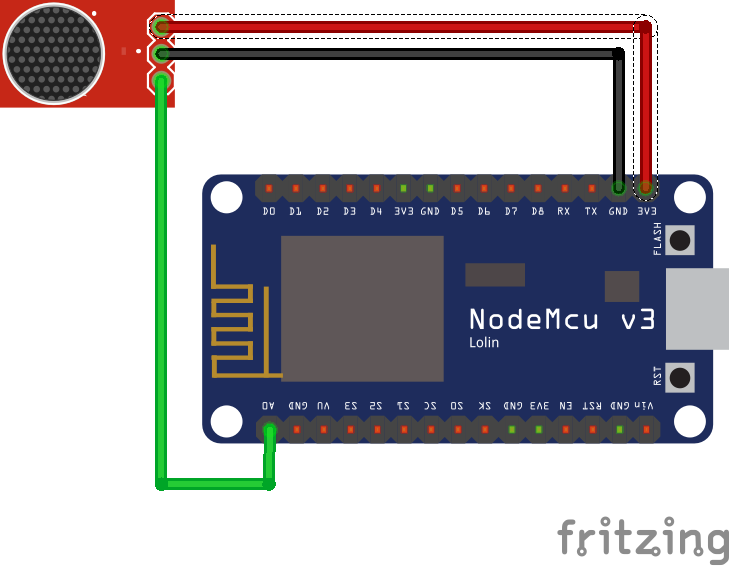 D0 D1 D2 D3 D4 3V3 GND D5 D6 D7 D8 RX TX GND 3V3
FLASH
NodeMcu v3
Lolin
RST
A0 GND VU S3 S2 S1 SC S0 SK GND 3V3 EN RST GND Vin
fritzing